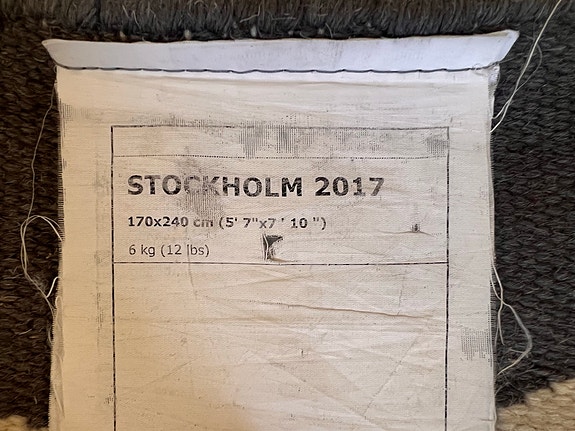 STOCKHOLM 2017
170x240 cm (5' 7"x7 ' 10 ")
6 kg (12 lbs)